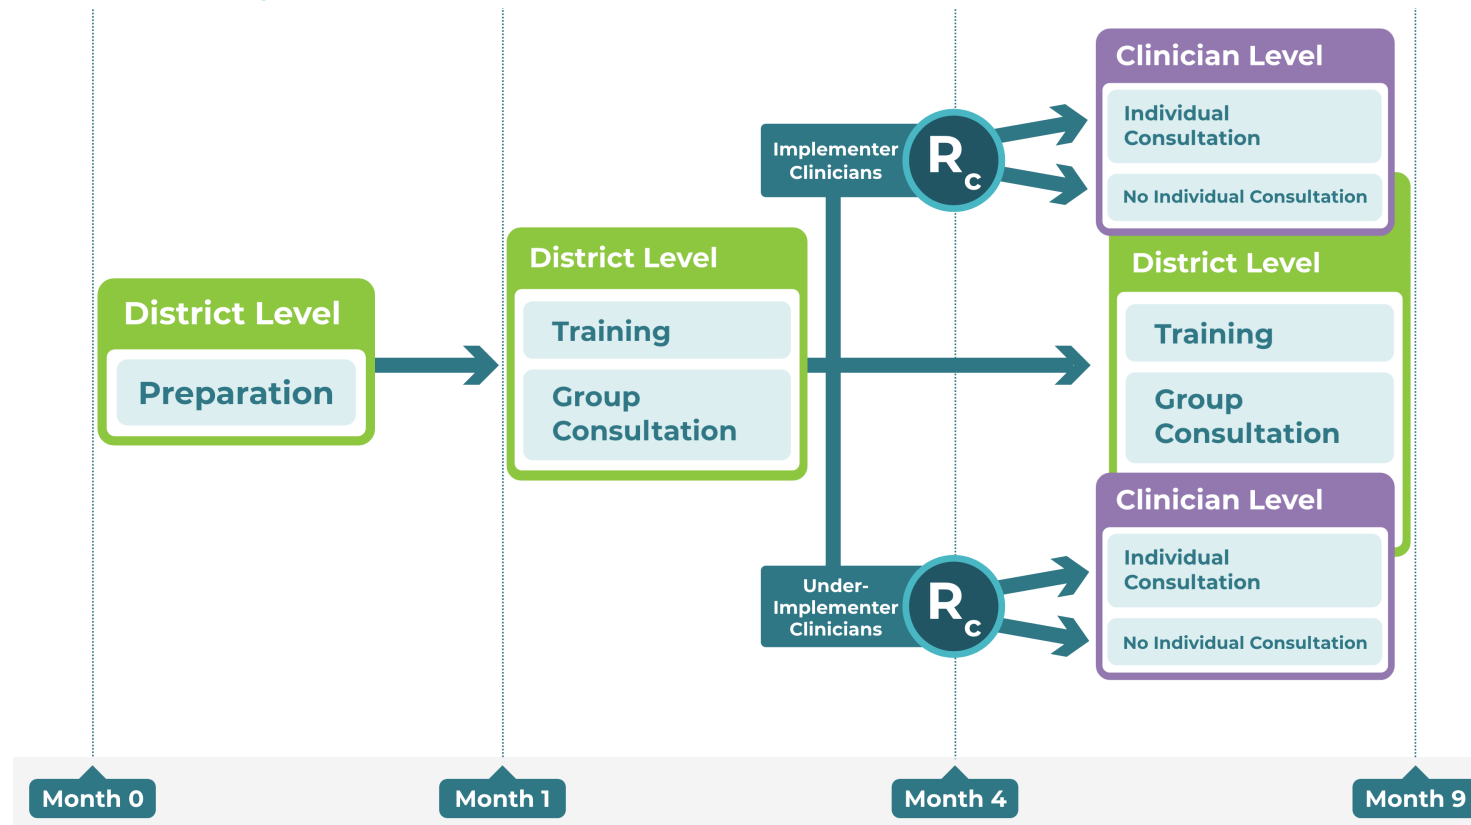 District Level
Preparation
District Level
Training
Group
Consultation
Implementer
Clinicians
R
c
Under-
Implementer
Clinicians
R
c
Clinician Level
Individual
Consultation
No Individual Consultation
District Level
Training
Group
Consultation
Clinician Level
Individual
Consultation
No Individual Consultation
Month 0
Month 1
Month 4
Month 9